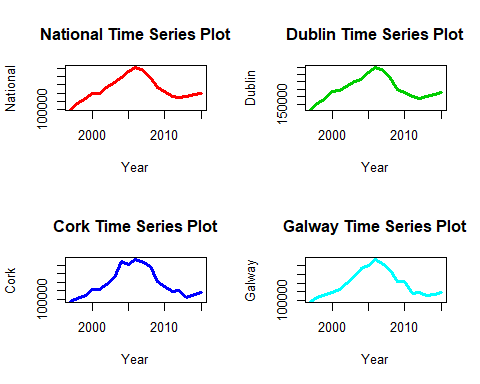 National Time Series Plot
National
100000
2000 2010
Year
Dublin Time Series Plot
Dublin
150000
2000 2010
Year
Cork Time Series Plot
Cork
100000
2000 2010
Year
Galway Time Series Plot
Galway
100000
2000 2010
Year